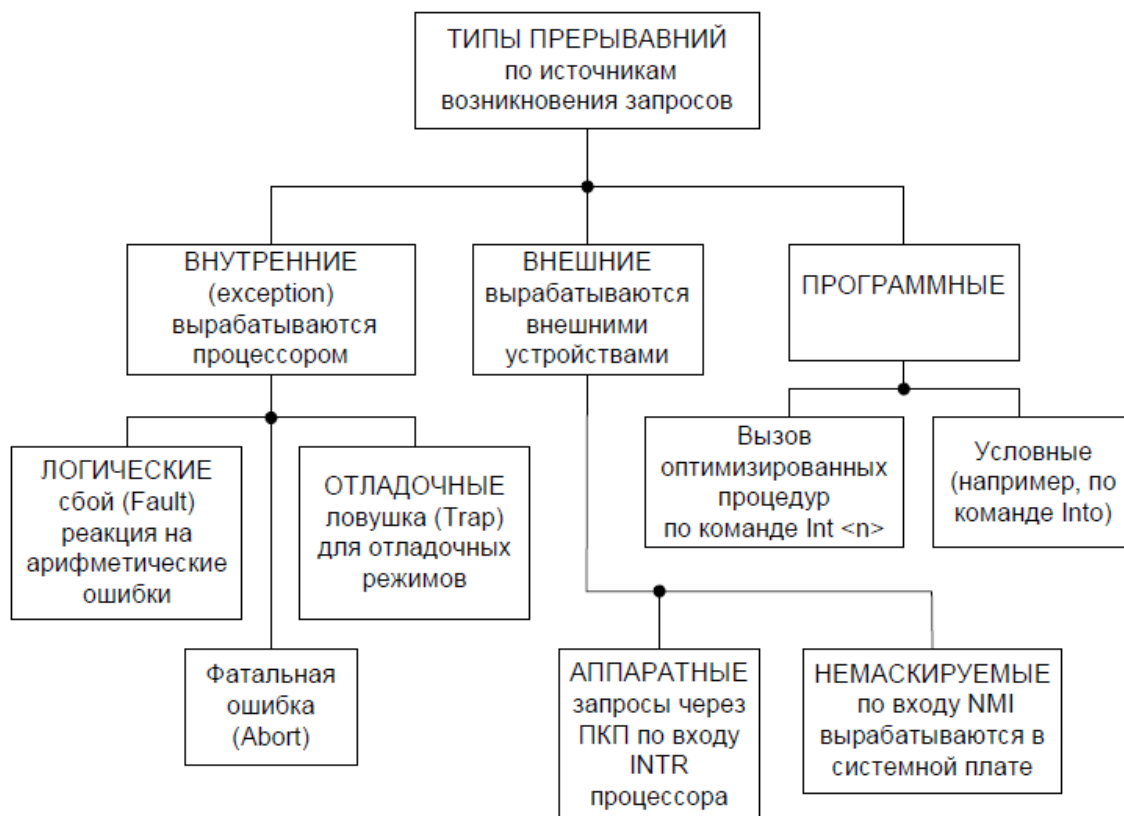 ТИПЫ ПРЕРЫВАВНИЙ
по источникам
возникновения запросов
ВНУТРЕННИЕ
(exception)
вырабатываются
процессором
ВНЕШНИЕ
вырабатываются
внешними
устройствами
ПРОГРАММНЫЕ
ЛОГИЧЕСКИЕ
сбой (Fault)
реакция на
арифметические
ошибки
ОТЛАДОЧНЫЕ
ловушка (Trap)
для отладочных
режимов
Вызов
оптимизированных
процедур
по команде Int <n>
Условные
(например, по
команде Into)
Фатальная
ошибка
(Abort)
АППАРАТНЫЕ
запросы через
ПКП по входу
INTR
процессора
НЕМАСКИРУЕМЫЕ
по входу NMI
вырабатываются в
системной плате